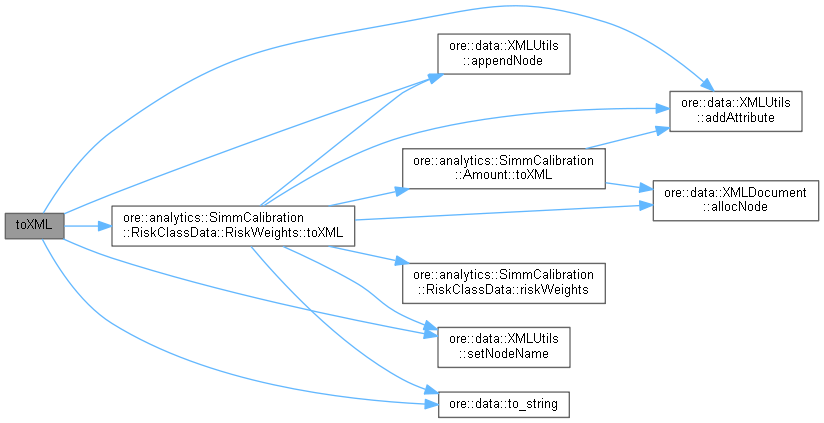 toXML
ore::analytics::SimmCalibration
::RiskClassData::RiskWeights::toXML
ore::data::XMLUtils
::appendNode
ore::data::XMLUtils
::addAttribute
ore::analytics::SimmCalibration
::Amount::toXML
ore::data::XMLDocument
::allocNode
ore::analytics::SimmCalibration
::RiskClassData::riskWeights
ore::data::XMLUtils
::setNodeName
ore::data::to_string